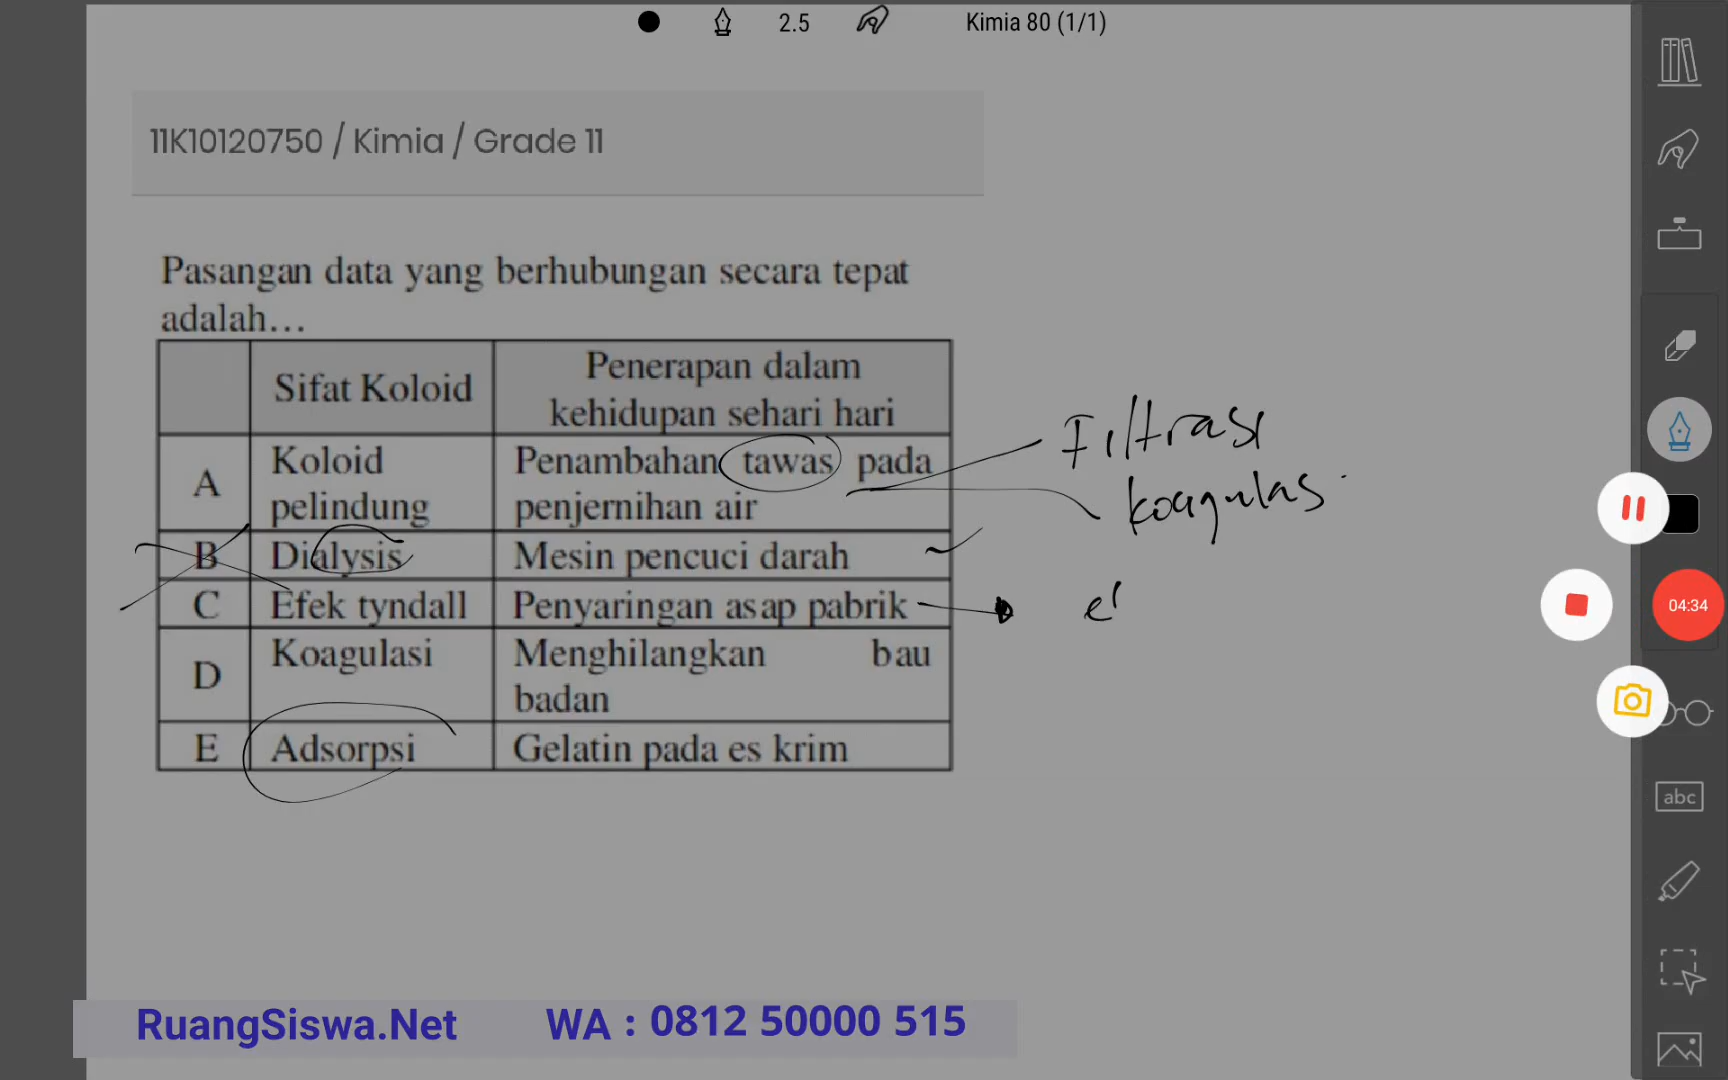 2.5
Kimia 80 (1/1)
11K10120750 / Kimia / Grade 11
Pasangan data yang berhubungan secara tepat
adalah...
Sifat Koloid
Penerapan dalam
kehidupan sehari hari
A
Koloid
pelindung
Penambahan tawas pada
penjernihan air
Filtrasi
koagulas
B
Dialysis
Mesin pencuci darah
C
Efek tyndall
Penyaringan asap pabrik
el
04:34
D
Koagulasi
Menghilangkan bau
badan
E
Adsorpsi
Gelatin pada es krim
abc
RuangSiswa.Net
WA : 0812 50000 515